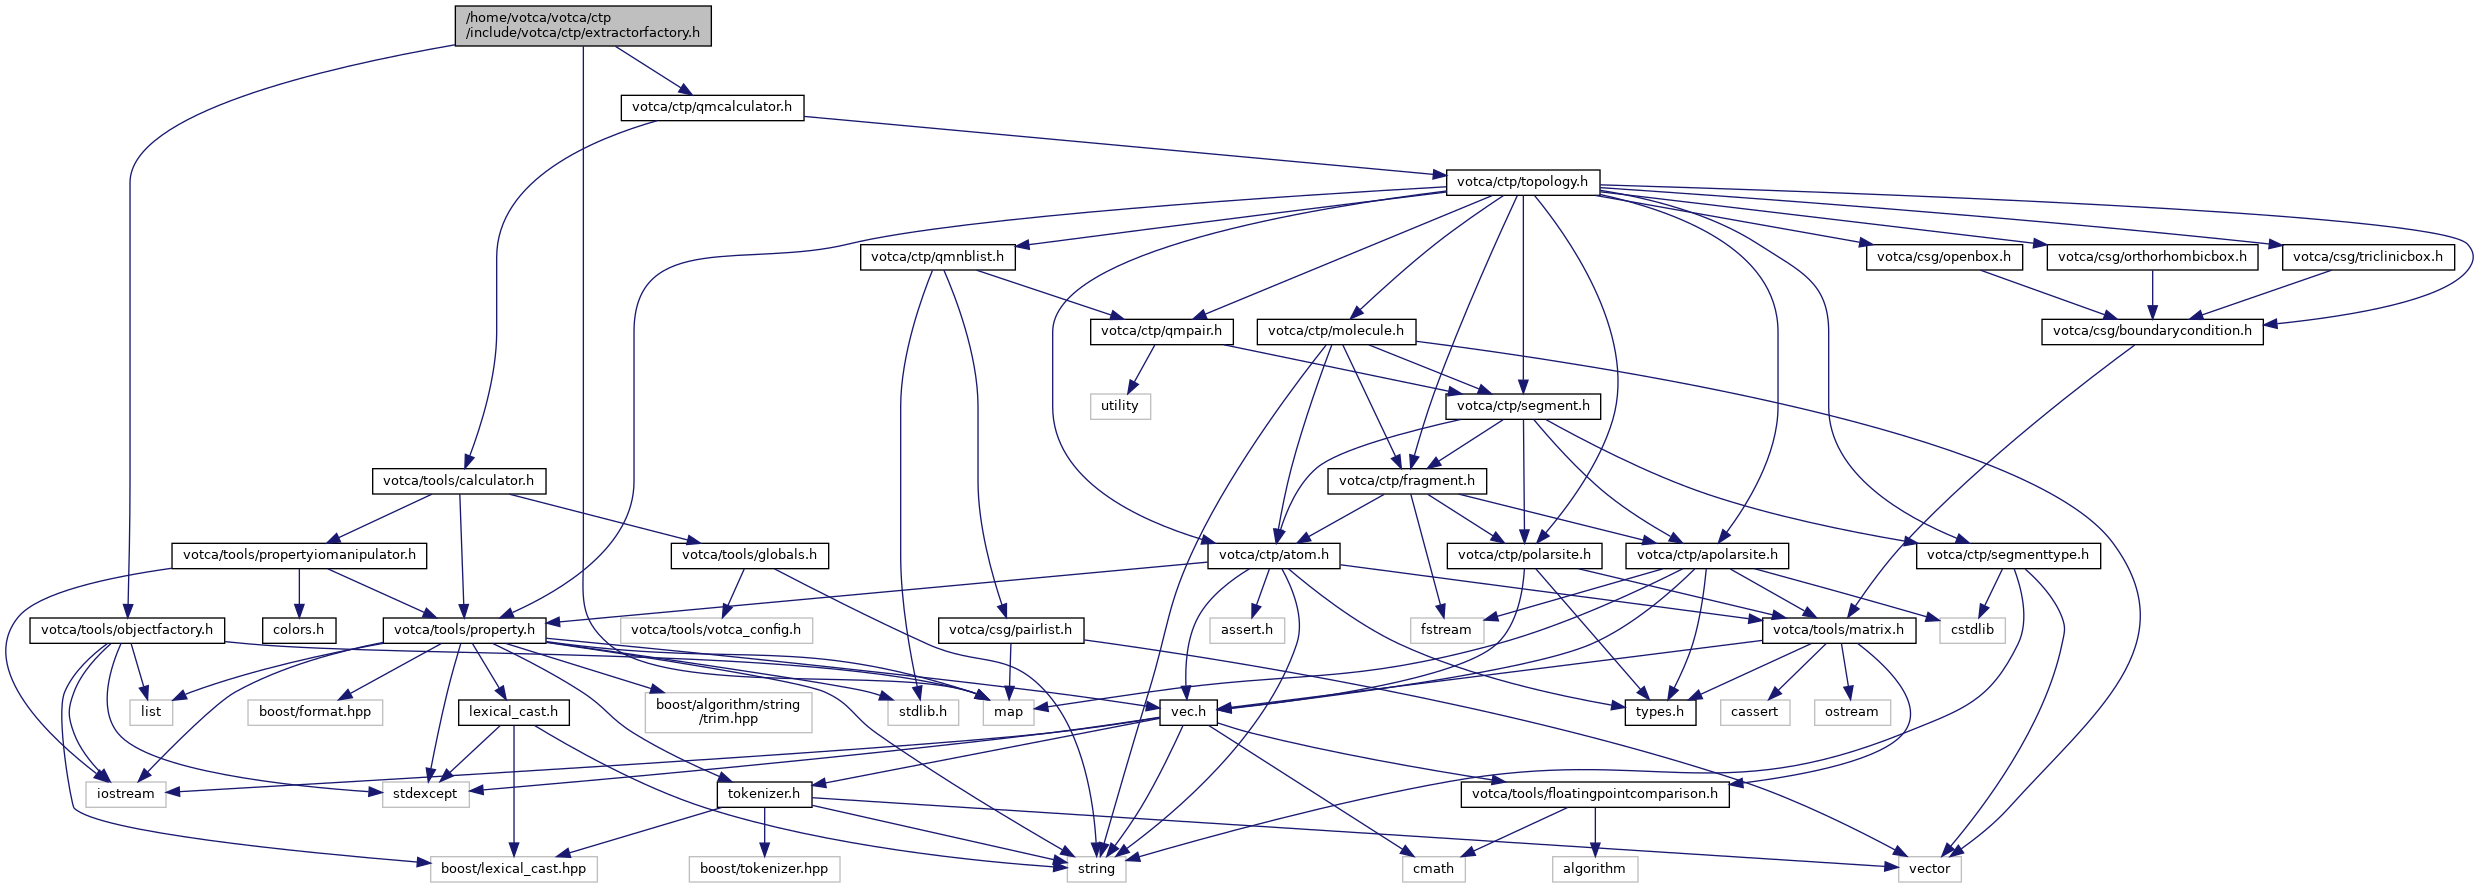 /home/votca/votca/ctp
/include/votca/ctp/extractorfactory.h
votca/ctp/qmcalculator.h
votca/ctp/topology.h
votca/ctp/qmnblist.h
votca/csg/openbox.h
votca/csg/orthorhombicbox.h
votca/csg/triclinicbox.h
votca/ctp/qmpair.h
votca/ctp/molecule.h
votca/csg/boundarycondition.h
utility
votca/ctp/segment.h
votca/tools/calculator.h
votca/ctp/fragment.h
votca/tools/propertyiomanipulator.h
votca/tools/globals.h
votca/ctp/atom.h
votca/ctp/polarsite.h
votca/ctp/apolarsite.h
votca/ctp/segmenttype.h
votca/tools/objectfactory.h
colors.h
votca/tools/property.h
votca/tools/votca_config.h
votca/csg/pairlist.h
assert.h
fstream
votca/tools/matrix.h
cstdlib
list
boost/format.hpp
lexical_cast.h
boost/algorithm/string
/trim.hpp
stdlib.h
map
vec.h
types.h
cassert
ostream
iostream
stdexcept
tokenizer.h
votca/tools/floatingpointcomparison.h
boost/lexical_cast.hpp
boost/tokenizer.hpp
string
cmath
algorithm
vector